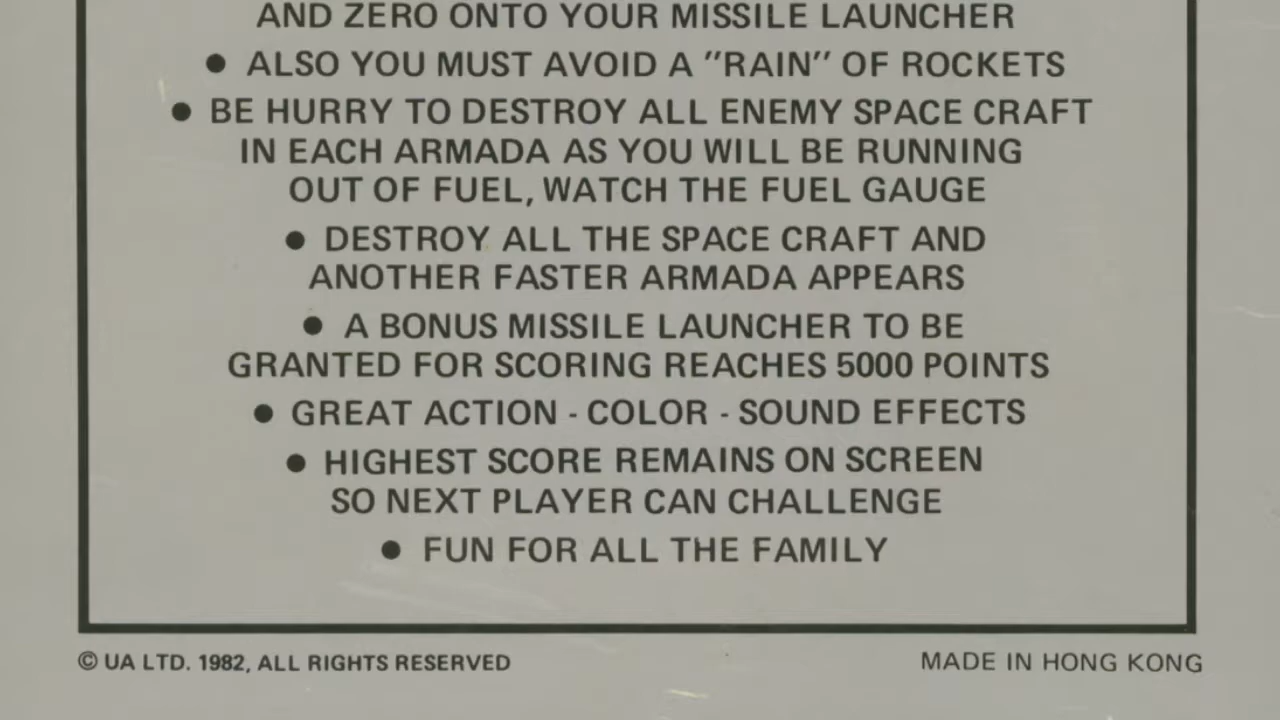 AND ZERO ONTO YOUR MISSILE LAUNCHER
● ALSO YOU MUST AVOID A "RAIN" OF ROCKETS
● BE HURRY TO DESTROY ALL ENEMY SPACE CRAFT
IN EACH ARMADA AS YOU WILL BE RUNNING
OUT OF FUEL, WATCH THE FUEL GAUGE
● DESTROY ALL THE SPACE CRAFT AND
ANOTHER FASTER ARMADA APPEARS
● A BONUS MISSILE LAUNCHER TO BE
GRANTED FOR SCORING REACHES 5000 POINTS
● GREAT ACTION - COLOR - SOUND EFFECTS
● HIGHEST SCORE REMAINS ON SCREEN
SO NEXT PLAYER CAN CHALLENGE
● FUN FOR ALL THE FAMILY
© UA LTD. 1982, ALL RIGHTS RESERVED
MADE IN HONG KONG